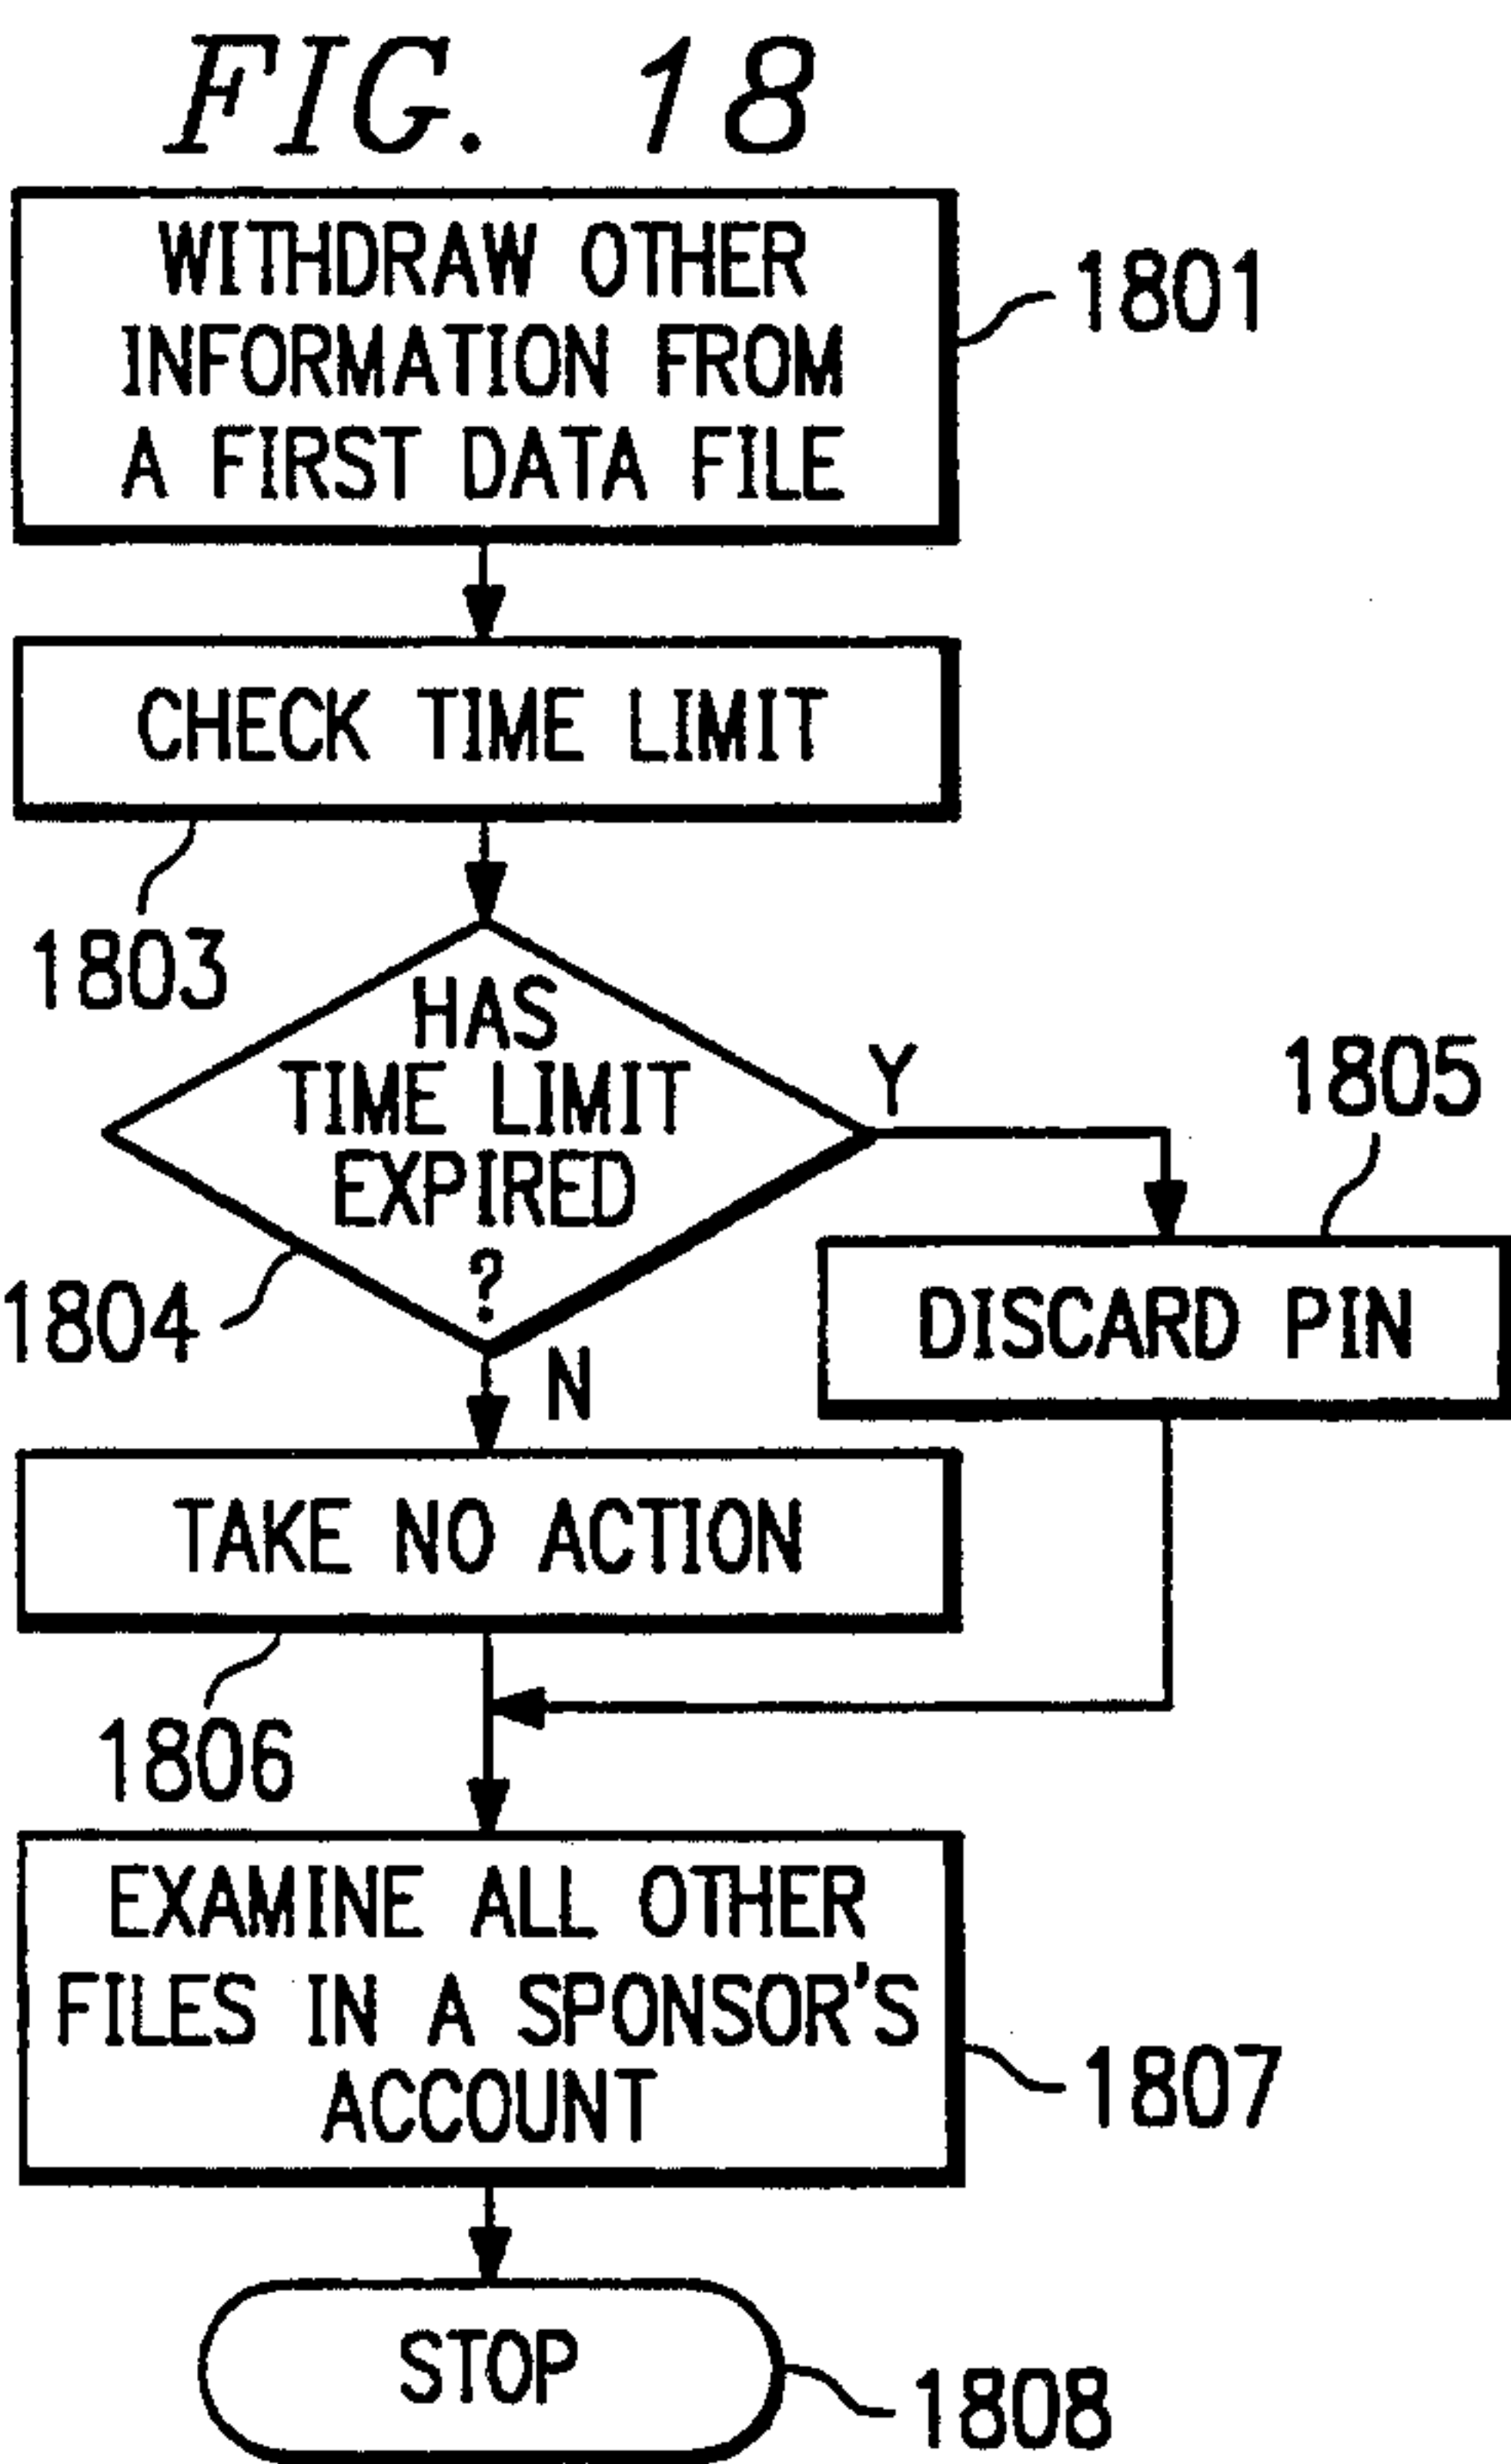 FIG. 18
WITHDRAW OTHER
INFORMATION FROM
A FIRST DATA FILE
1801
CHECK TIME LIMIT
1803
HAS
TIME LIMIT
EXPIRED
?
Y
1805
1804
DISCARD PIN
N
TAKE NO ACTION
1806
EXAMINE ALL OTHER
FILES IN A SPONSOR'S
ACCOUNT
1807
STOP
1808